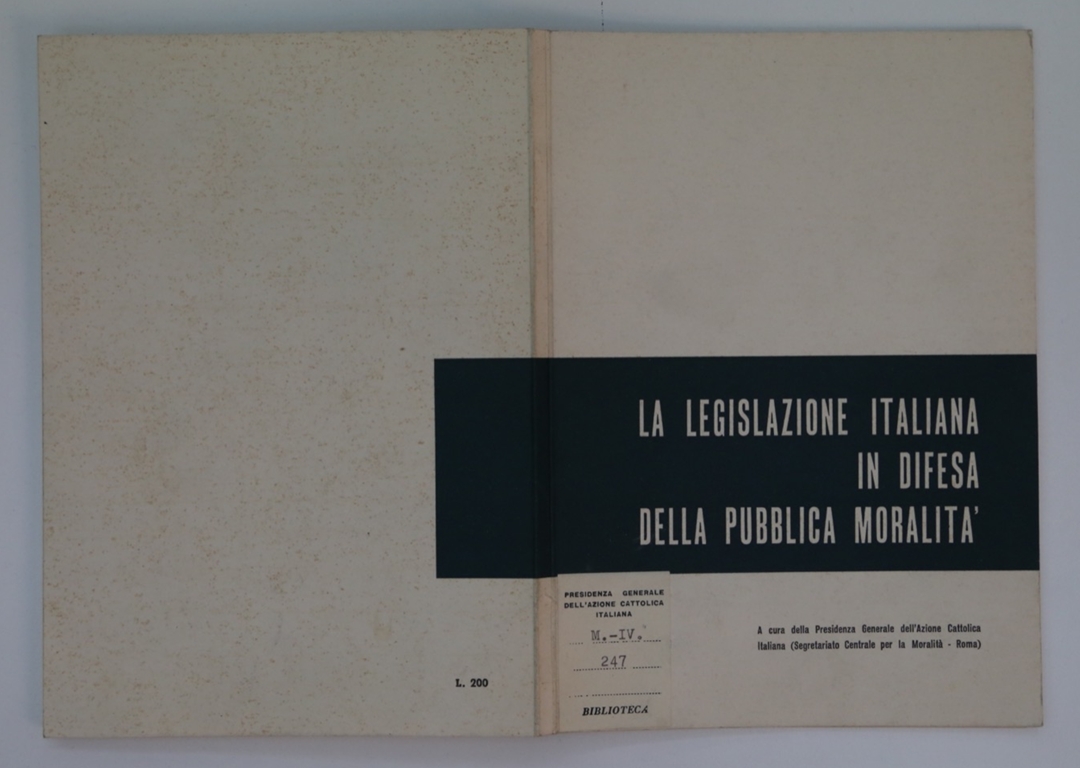 LA LEGISLAZIONE ITALIANA
IN DIFESA
DELLA PUBBLICA MORALITA'
A cura della Presidenza Generale dell'Azione Cattolica
Italiana (Segretariato Centrale per la Moralità - Roma)
PRESIDENZA GENERALE
DELL'AZIONE CATTOLICA
ITALIANA
M.-IV.
247
BIBLIOTECA
L. 200